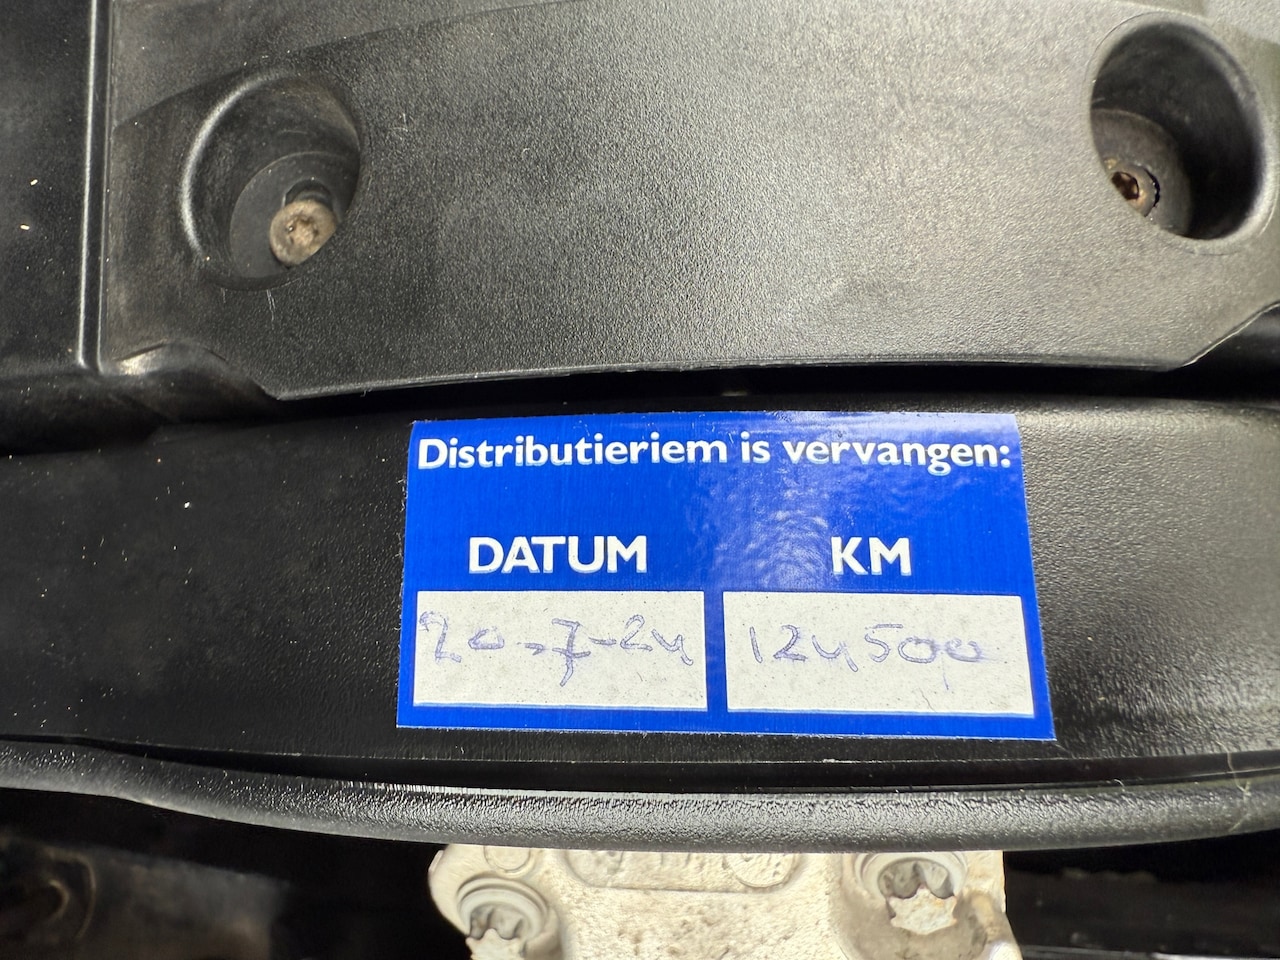 Distributieriem is vervangen:
DATUM KM
20-7-24 124500